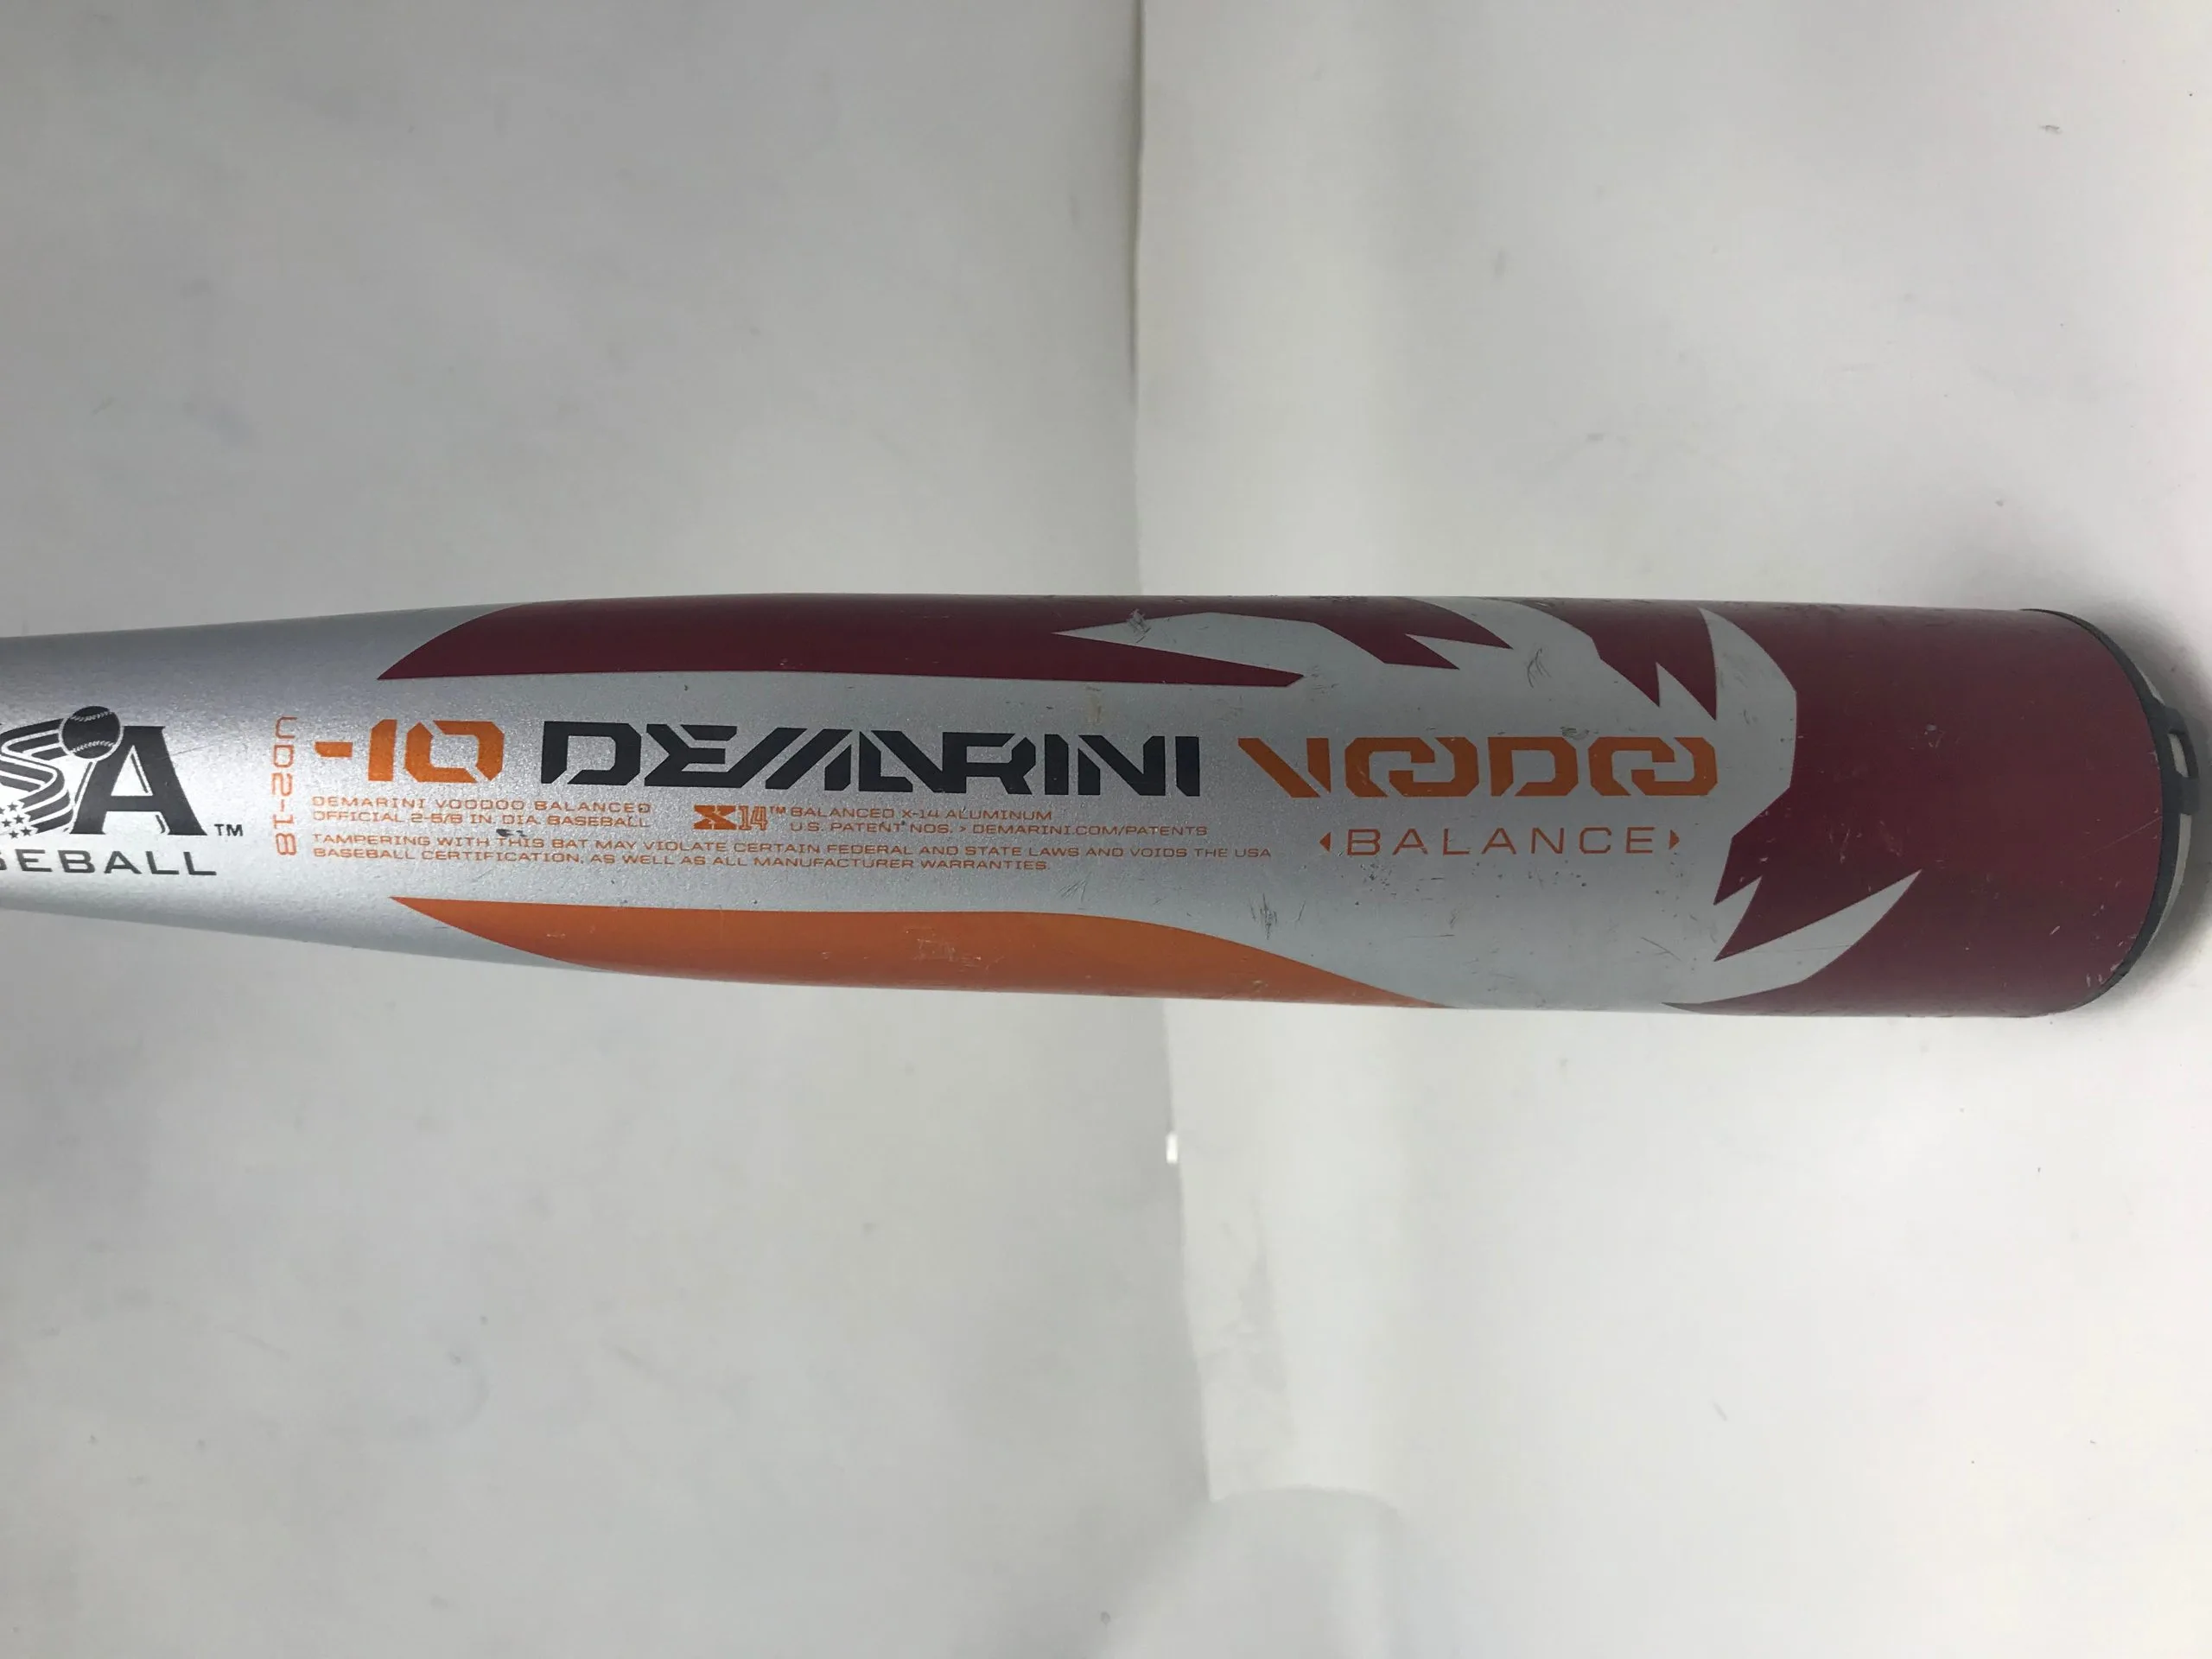 SA™
SEBALL
UD2-18
-10 DEMARINI VOODOO
DEMARINI VOODOO BALANCED
OFFICIAL 2-5/8 IN. DIA. BASEBALL
X14™ BALANCED X-14 ALUMINUM
U.S. PATENT NOS. > DEMARINI.COM/PATENTS
BALANCE
TAMPERING WITH THIS BAT MAY VIOLATE CERTAIN FEDERAL AND STATE LAWS AND VOIDS THE USA
BASEBALL CERTIFICATION, AS WELL AS ALL MANUFACTURER WARRANTIES.